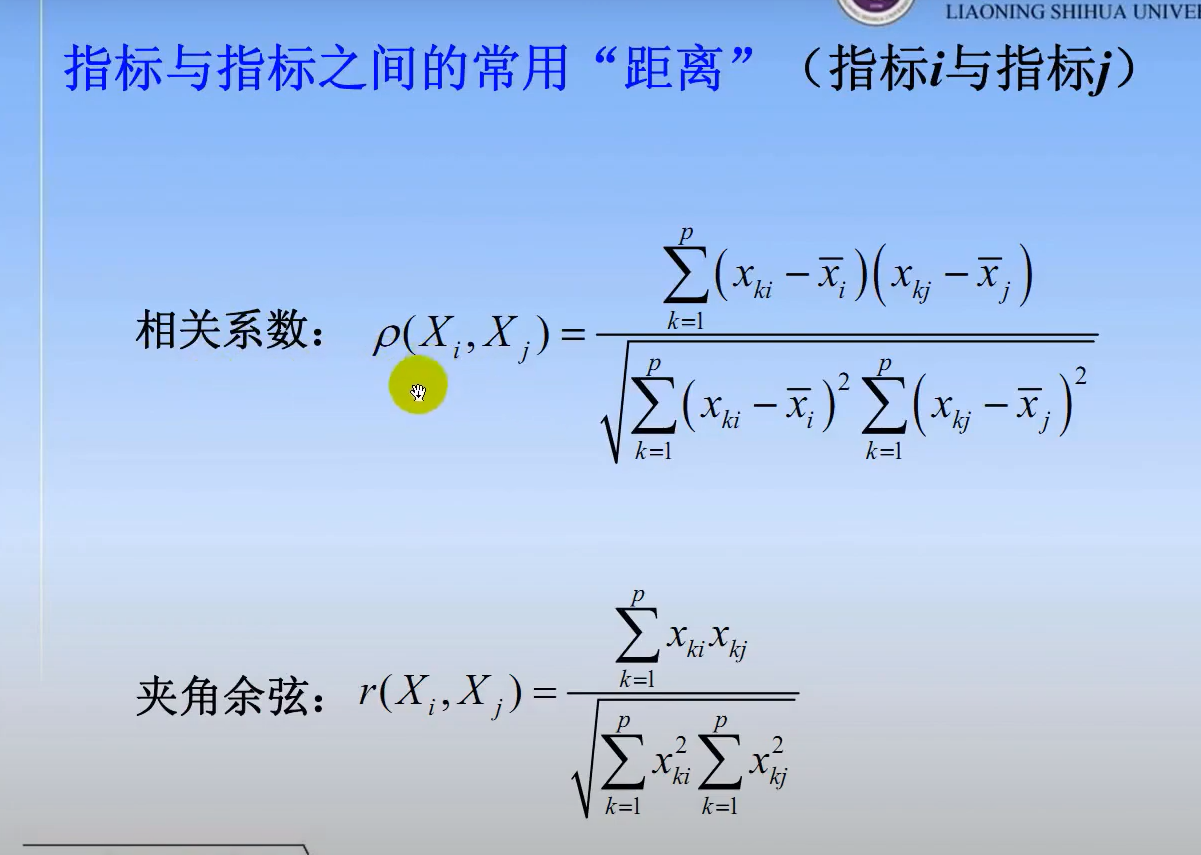 LIAONING SHIHUA UNIVE
指标与指标之间的常用“距离”（指标i与指标j）
相关系数： ρ(X_i, X_j) = \frac{\sum_{k=1}^{p}(x_{ki} - \overline{x}_i)(x_{kj} - \overline{x}_j)}{\sqrt{\sum_{k=1}^{p}(x_{ki} - \overline{x}_i)^2 \sum_{k=1}^{p}(x_{kj} - \overline{x}_j)^2}}
夹角余弦： r(X_i, X_j) = \frac{\sum_{k=1}^{p} x_{ki} x_{kj}}{\sqrt{\sum_{k=1}^{p} x_{ki}^2 \sum_{k=1}^{p} x_{kj}^2}}